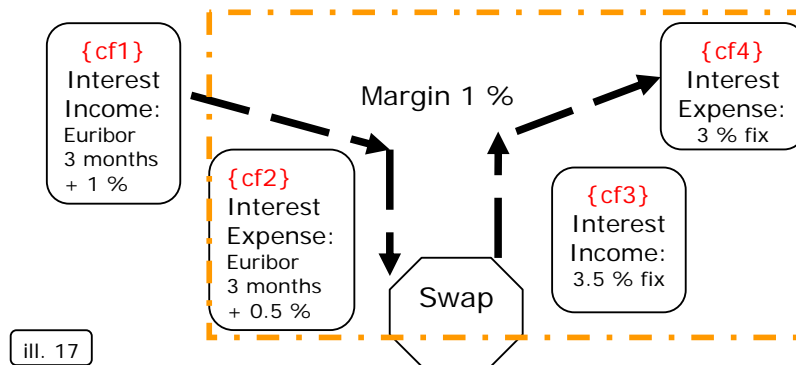 {cf1}
Interest
Income:
Euribor
3 months
+ 1 %
Margin 1 %
{cf4}
Interest
Expense:
3 % fix
{cf2}
Interest
Expense:
Euribor
3 months
+ 0.5 %
{cf3}
Interest
Income:
3.5 % fix
Swap
ill. 17